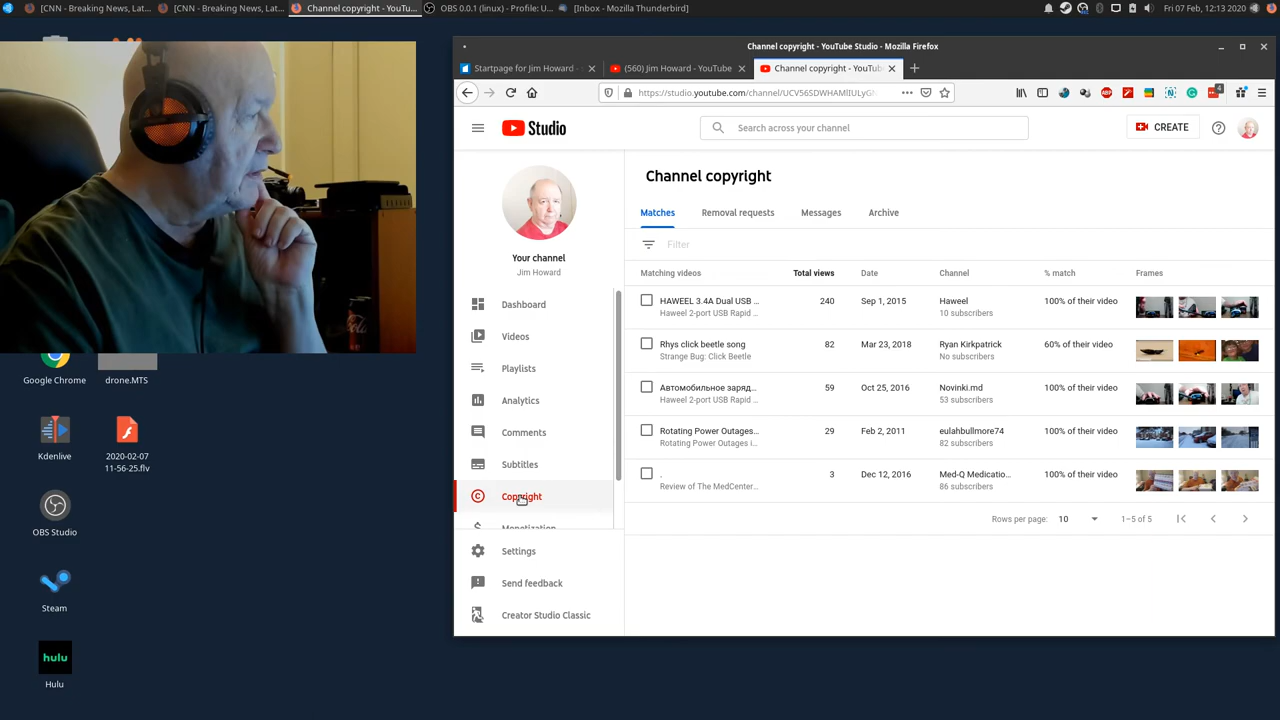 [CNN - Breaking News, Lat...
[CNN - Breaking News, Lat...
Channel copyright - YouTu...
OBS 0.0.1 (linux) - Profile: U...
[Inbox - Mozilla Thunderbird]
Fri 07 Feb, 12:13 2020
Channel copyright - YouTube Studio - Mozilla Firefox
Startpage for Jim Howard -
(560) Jim Howard - YouTube
Channel copyright - YouTub
https://studio.youtube.com/channel/
4
Studio
Search across your channel
CREATE
Your channel
Jim Howard
Dashboard
Videos
Playlists
Analytics
Comments
Subtitles
Copyright
Monetization
Settings
Send feedback
Creator Studio Classic
Channel copyright
Matches Removal requests Messages Archive
Filter
Matching videos Total views Date Channel % match Frames
HAWEEL 3.4A Dual USB ... 240 Sep 1, 2015 Haweel 100% of their video
Haweel 2-port USB Rapid ... 10 subscribers
Rhys click beetle song 82 Mar 23, 2018 Ryan Kirkpatrick 60% of their video
Strange Bug: Click Beetle No subscribers
Автомобильное заряд... 59 Oct 25, 2016 Novinki.md 100% of their video
Haweel 2-port USB Rapid ... 53 subscribers
Rotating Power Outages... 29 Feb 2, 2011 eulahbullmore74 100% of their video
Rotating Power Outages i... 82 subscribers
. 3 Dec 12, 2016 Med-Q Medicatio... 100% of their video
Review of The MedCenter... 86 subscribers
Rows per page: 10 1–5 of 5
Google Chrome
drone.MTS
Kdenlive
2020-02-07
11-56-25.flv
OBS Studio
Steam
hulu
Hulu